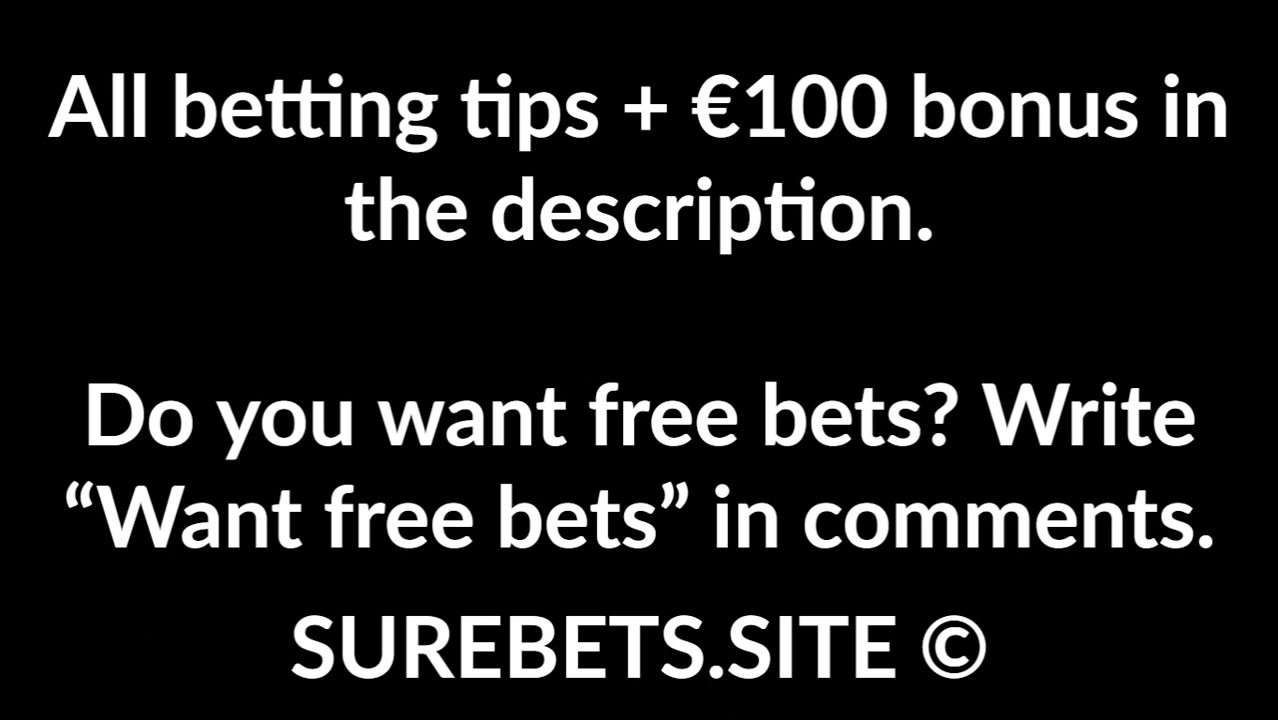 All betting tips + €100 bonus in
the description.
Do you want free bets? Write
“Want free bets” in comments.
SUREBETS.SITE ©